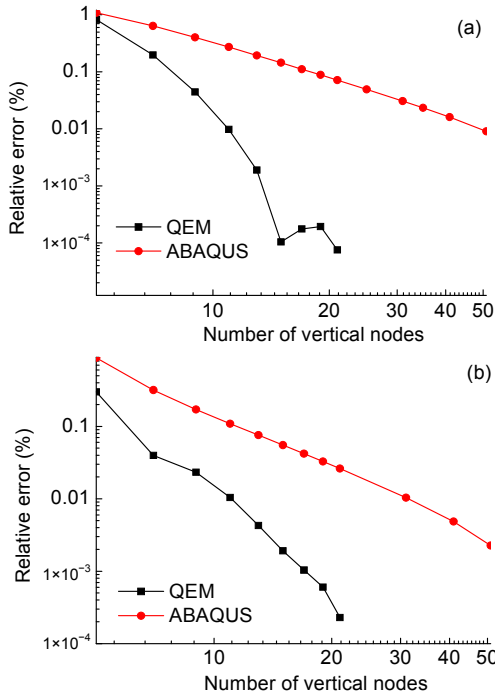 (a)
1
0.1
0.01
1×10⁻³
1×10⁻⁴
Relative error (%)
QEM
ABAQUS
10
20
30
40
50
Number of vertical nodes
(b)
0.1
0.01
1×10⁻³
1×10⁻⁴
Relative error (%)
QEM
ABAQUS
10
20
30
40
50
Number of vertical nodes